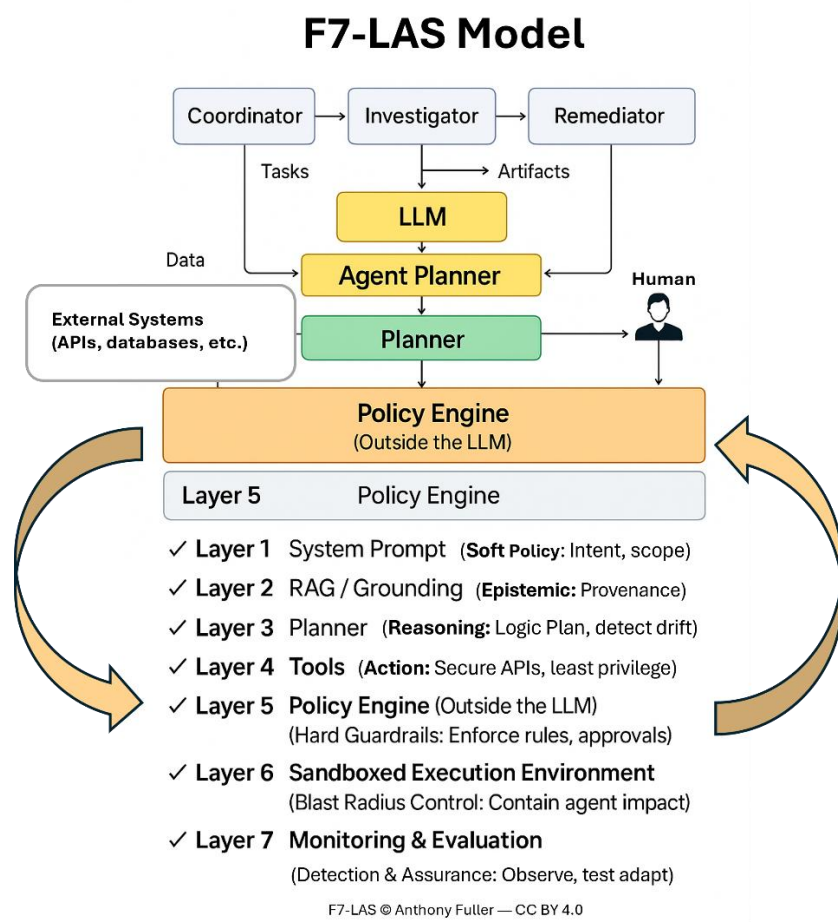 F7-LAS Model
Coordinator
Investigator
Remediator
Tasks
Artifacts
LLM
Data
Agent Planner
Human
External Systems
(APIs, databases, etc.)
Planner
Policy Engine
(Outside the LLM)
Layer 5 Policy Engine
✓ Layer 1 System Prompt (Soft Policy: Intent, scope)
✓ Layer 2 RAG / Grounding (Epistemic: Provenance)
✓ Layer 3 Planner (Reasoning: Logic Plan, detect drift)
✓ Layer 4 Tools (Action: Secure APIs, least privilege)
✓ Layer 5 Policy Engine (Outside the LLM)
(Hard Guardrails: Enforce rules, approvals)
✓ Layer 6 Sandboxed Execution Environment
(Blast Radius Control: Contain agent impact)
✓ Layer 7 Monitoring & Evaluation
(Detection & Assurance: Observe, test adapt)
F7-LAS © Anthony Fuller — CC BY 4.0